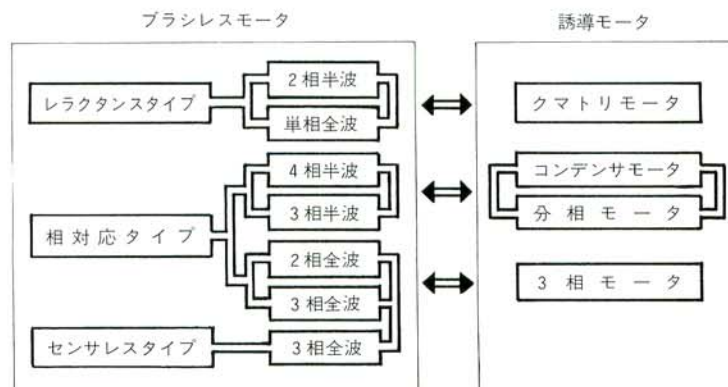 ブラシレスモータ
誘導モータ
レラクタンスタイプ
2相半波
単相全波
クマトリモータ
相対応タイプ
4相半波
3相半波
コンデンサモータ
分相モータ
2相全波
3相全波
3相モータ
センサレスタイプ
3相全波